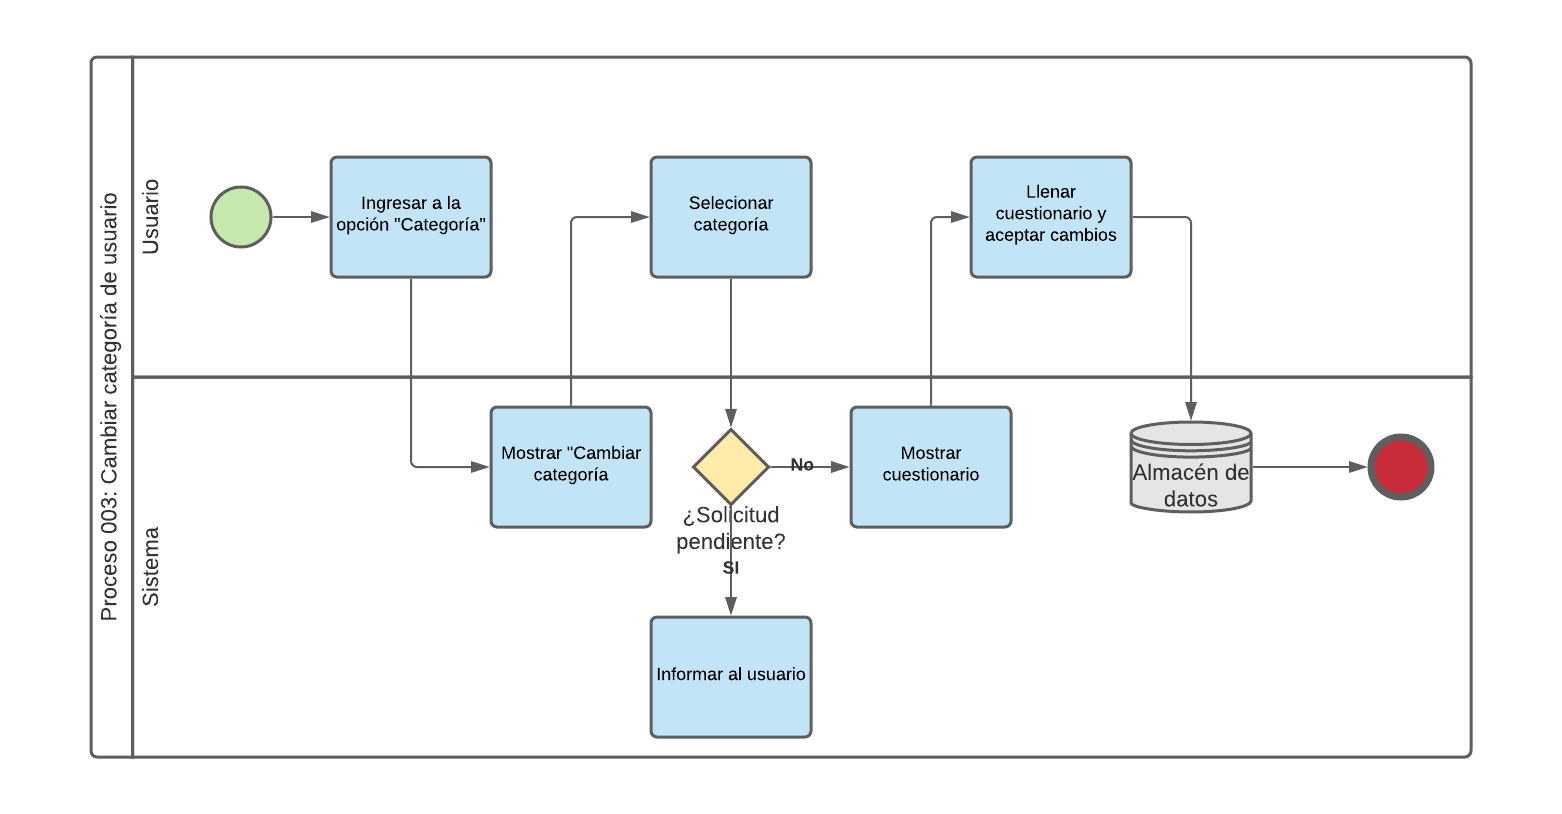 Proceso 003: Cambiar categoría de usuario
Usuario
Ingresar a la
opción "Categoría"
Selecionar
categoría
Llenar
cuestionario y
aceptar cambios
Sistema
Mostrar "Cambiar
categoría
¿Solicitud
pendiente?
No
SI
Mostrar
cuestionario
Almacén de
datos
Informar al usuario